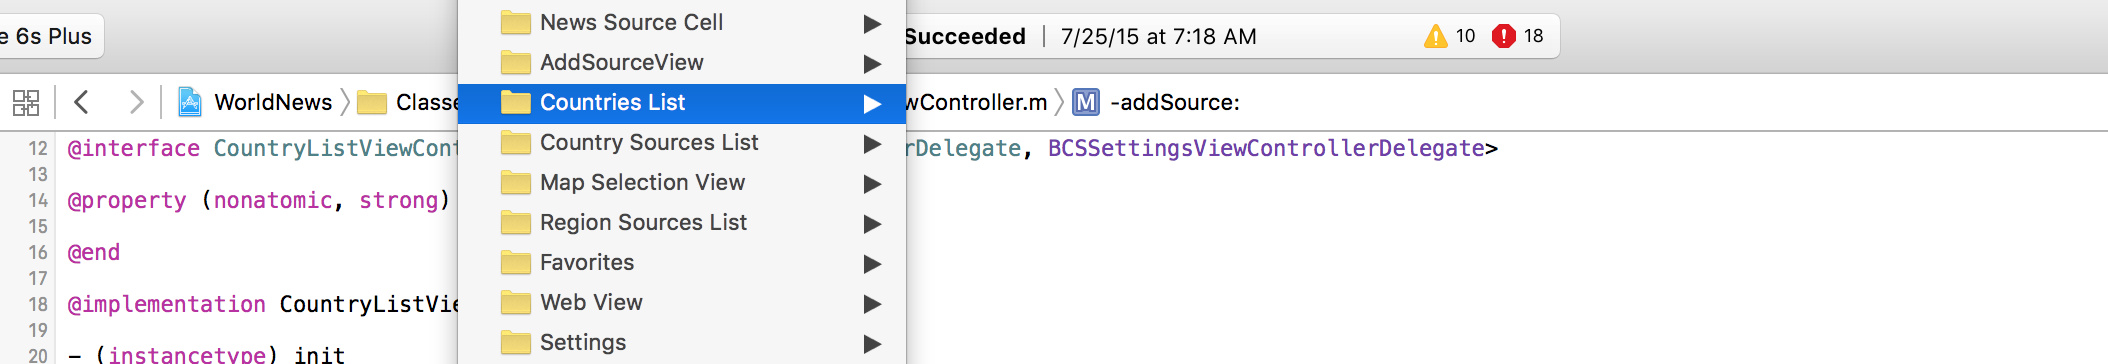 News Source Cell
e 6s Plus Succeeded 7/25/15 at 7:18 AM 10 18
AddSourceView
WorldNews Classe Countries List wController.m M -addSource:
12 @interface CountryListViewCont rDelegate, BCSSettingsViewControllerDelegate>
Country Sources List
13
Map Selection View
14 @property (nonatomic, strong)
15
Region Sources List
16 @end
Favorites
17
18 @implementation CountryListVie
Web View
19
20 - (instancetype) init
Settings